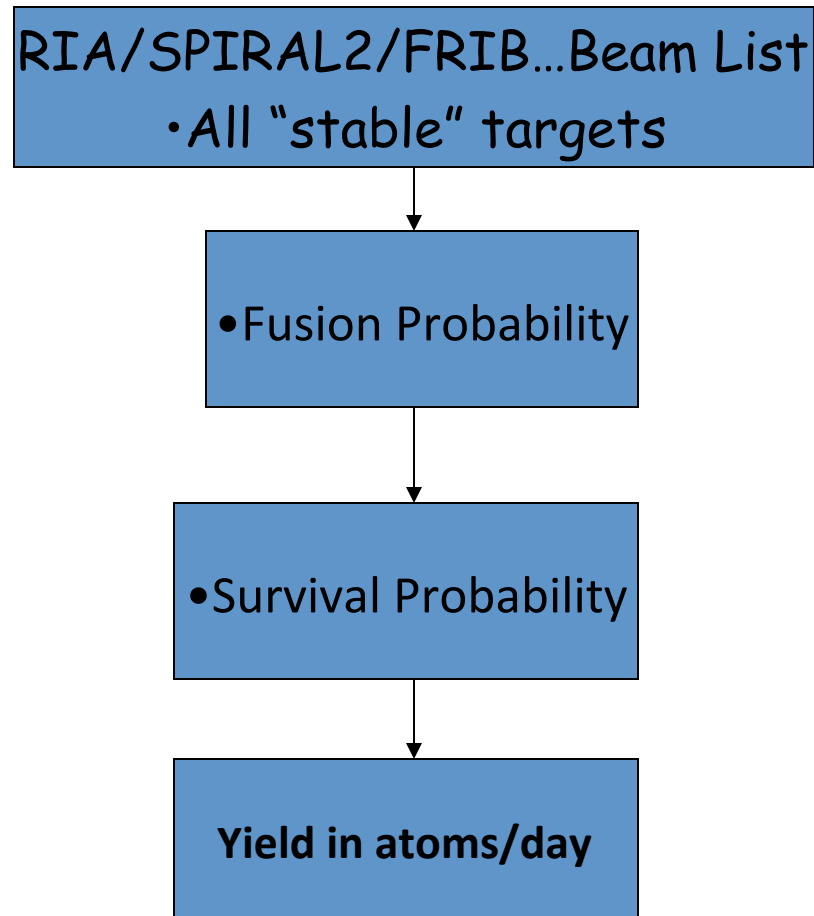 RIA/SPIRAL2/FRIB…Beam List
•All “stable” targets
•Fusion Probability
•Survival Probability
Yield in atoms/day